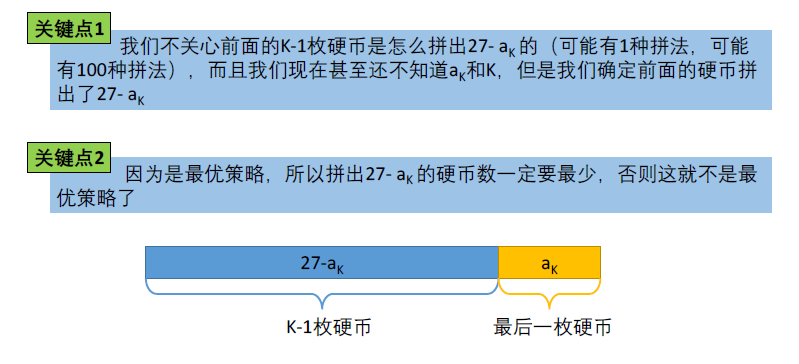 关键点1
我们不关心前面的K-1枚硬币是怎么拼出27- aK的（可能有1种拼法，可能
有100种拼法），而且我们现在甚至还不知道aK和K，但是我们确定前面的硬币拼
出了27- aK
关键点2
因为是最优策略，所以拼出27- aK的硬币数一定要最少，否则这就不是最
优策略了
27-aK
aK
K-1枚硬币
最后一枚硬币